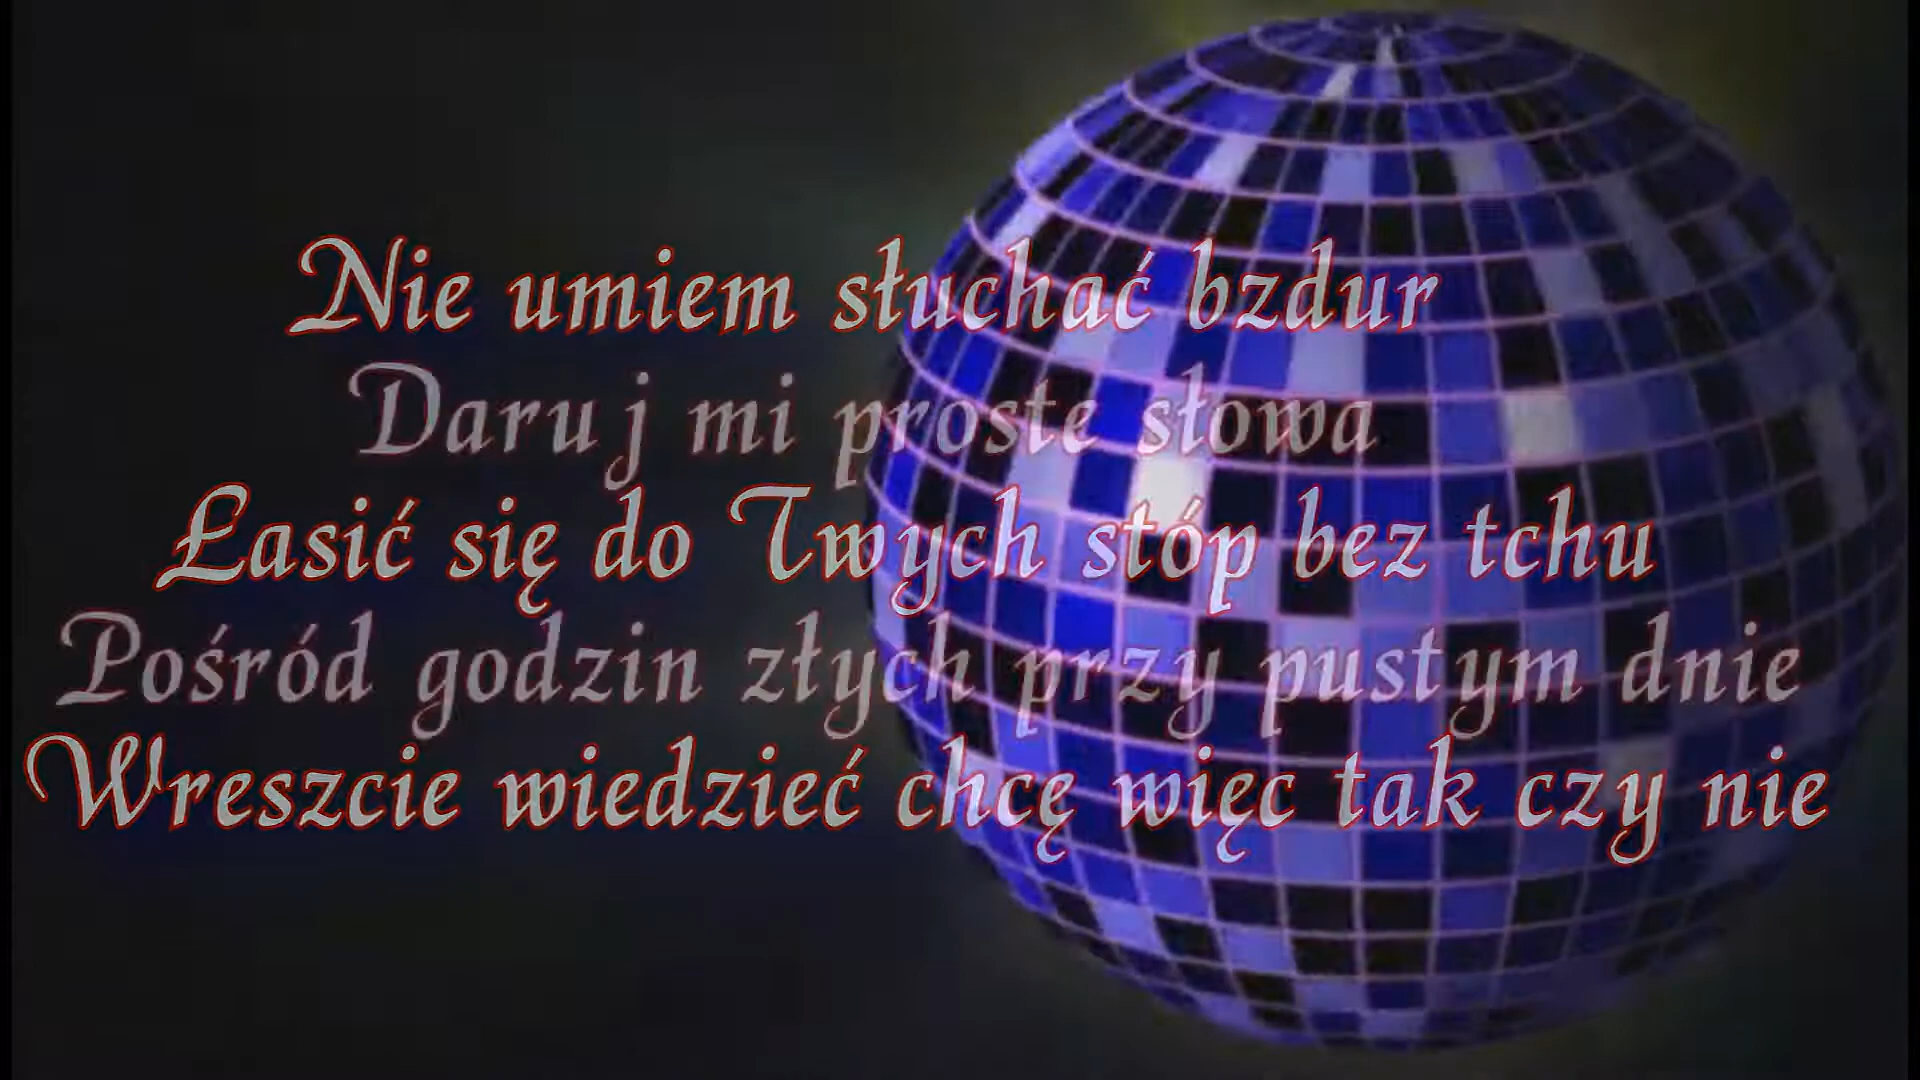 Nie umiem słuchać bzdur
Daruj mi proste słowa
Łasić się do Twych stóp bez tchu
Pośród godzin złych przy pustym dnie
Wreszcie wiedzieć chcę więc tak czy nie